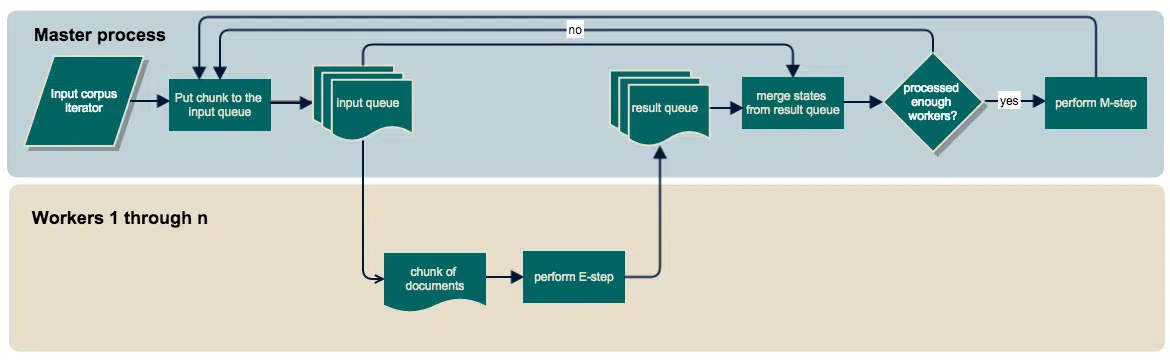 Master process
no
Input corpus
iterator
Put chunk to the
input queue
input queue
result queue
merge states
from result queue
processed
enough
workers?
yes
perform M-step
Workers 1 through n
chunk of
documents
perform E-step